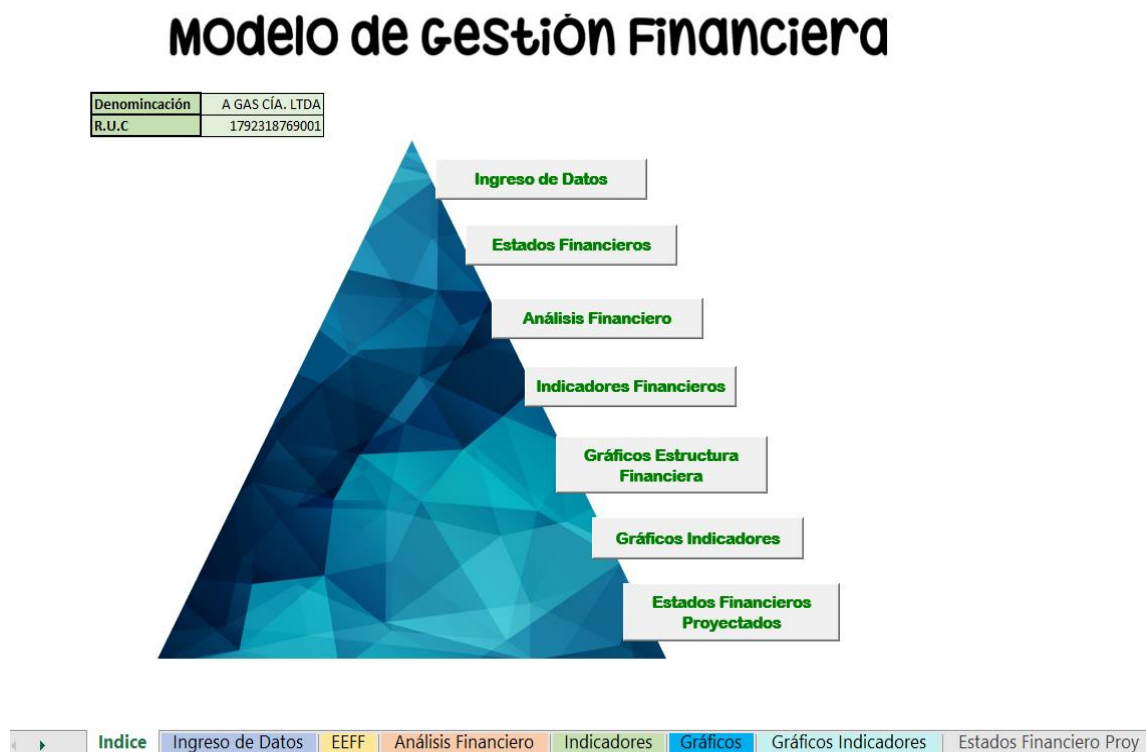 Modelo de Gestión Financiera
Denomincación A GAS CÍA. LTDA
R.U.C 1792318769001
Ingreso de Datos
Estados Financieros
Análisis Financiero
Indicadores Financieros
Gráficos Estructura
Financiera
Gráficos Indicadores
Estados Financieros
Proyectados
Indice Ingreso de Datos EEFF Análisis Financiero Indicadores Gráficos Gráficos Indicadores Estados Financiero Proy